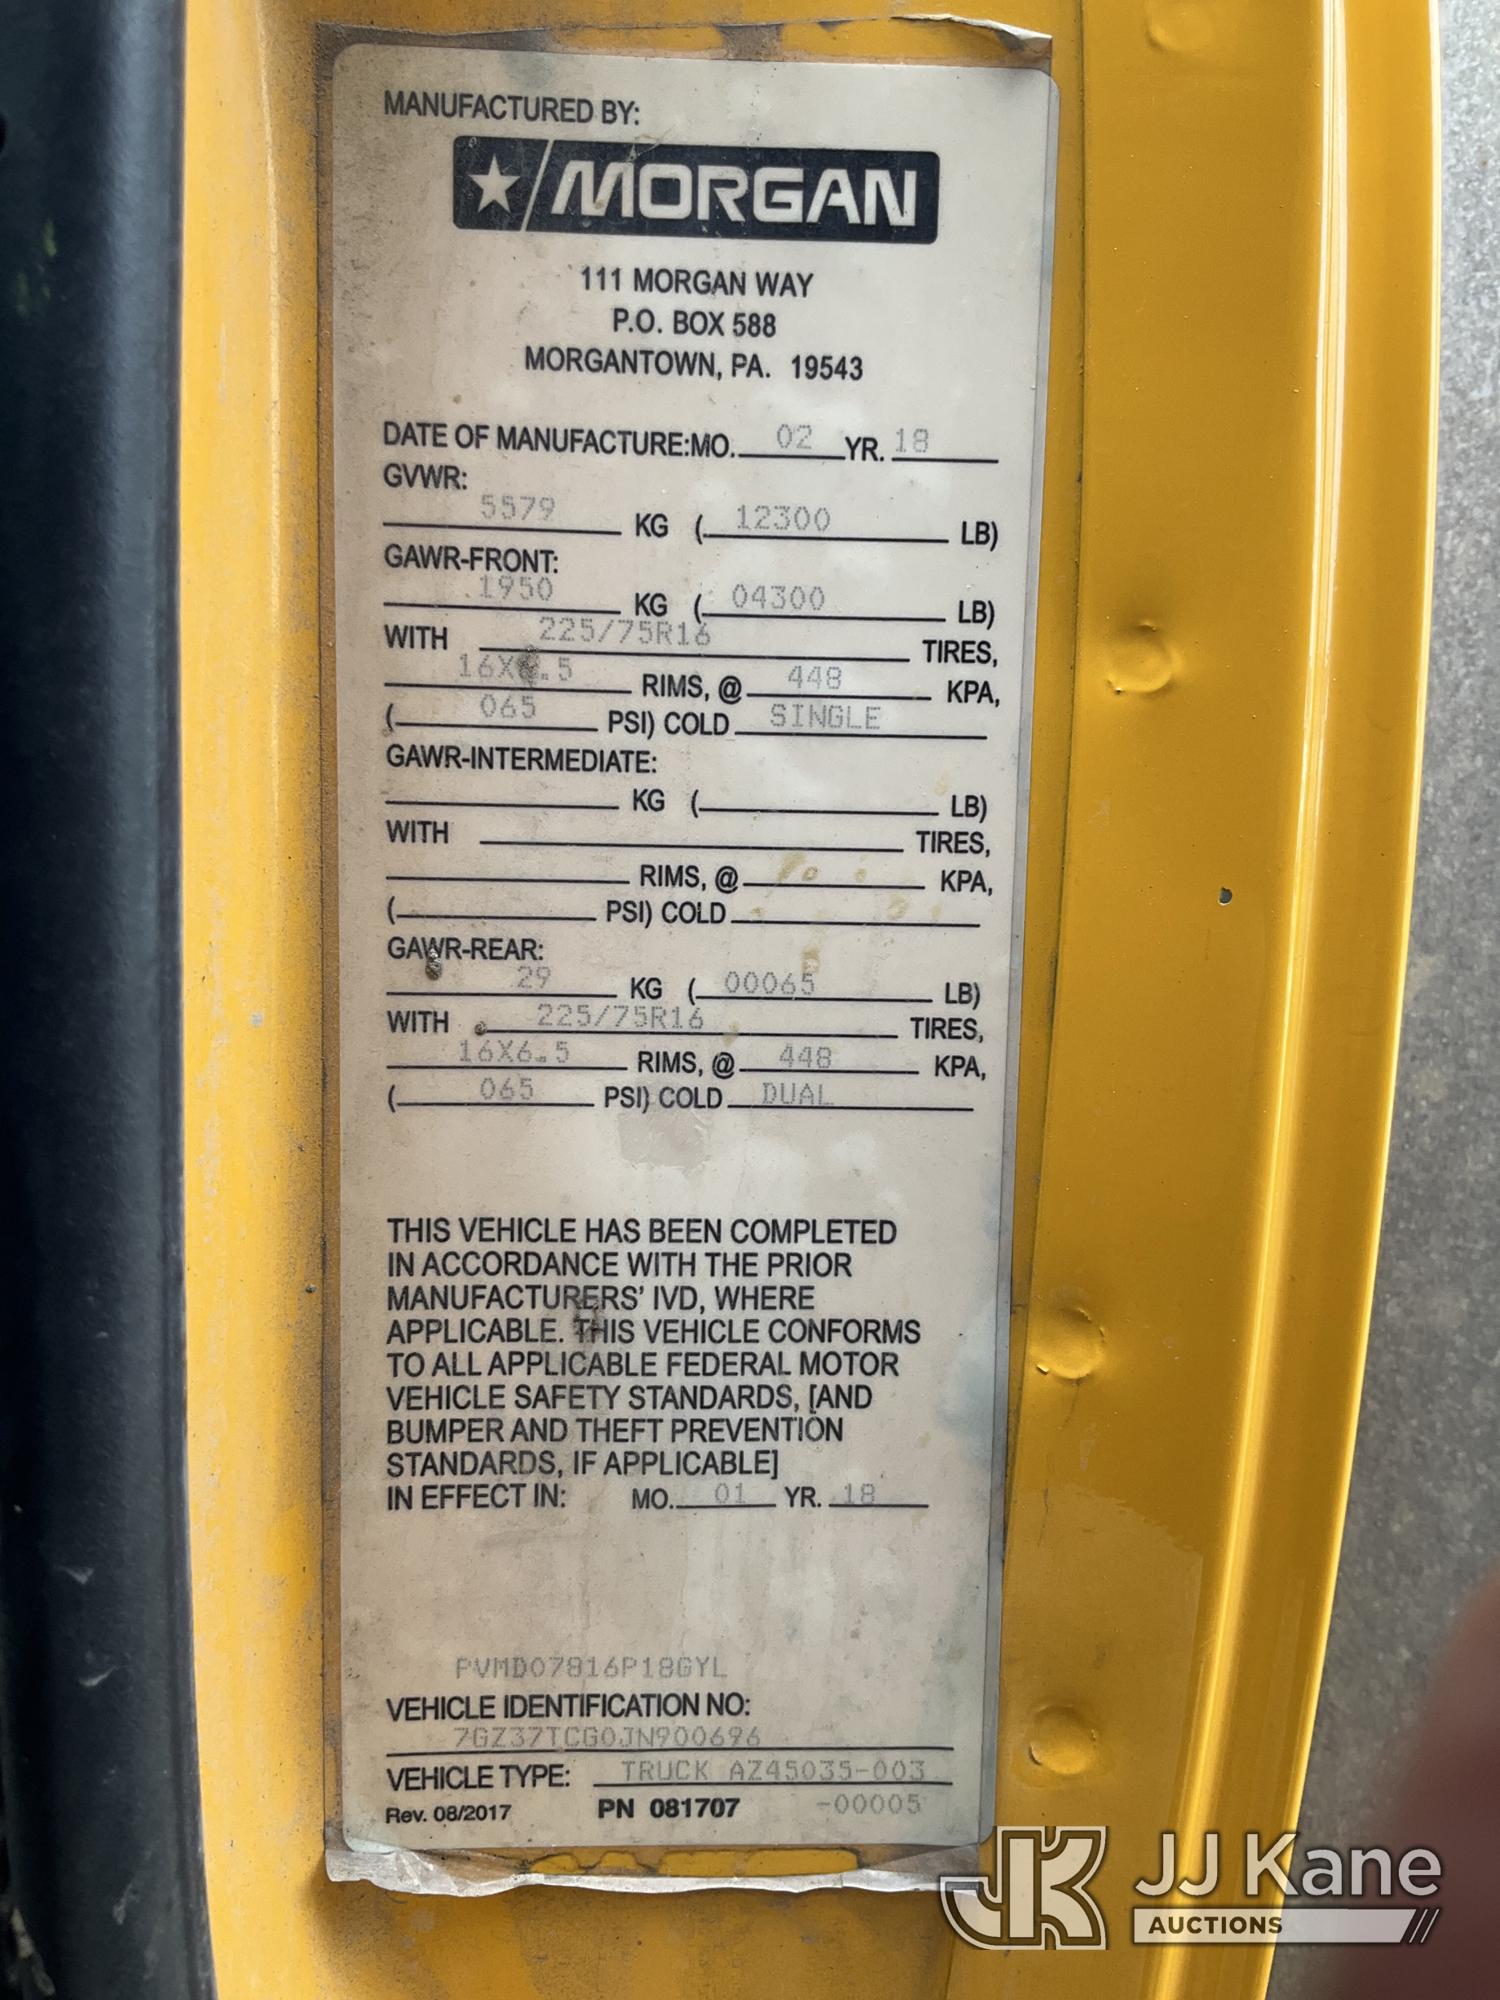 MANUFACTURED BY:
MORGAN
111 MORGAN WAY
P.O. BOX 588
MORGANTOWN, PA. 19543
DATE OF MANUFACTURE:MO. 02 YR. 18
GVWR:
5579 KG (12300 LB)
GAWR-FRONT:
1950 KG (04300 LB)
WITH 225/75R16 TIRES,
16X6.5 RIMS, @ 448 KPA,
(065 PSI) COLD SINGLE
GAWR-INTERMEDIATE:
KG ( LB)
WITH TIRES,
RIMS, @ KPA,
( PSI) COLD
GAWR-REAR:
29 KG (00065 LB)
WITH 225/75R16 TIRES,
16X6.5 RIMS, @ 448 KPA,
(065 PSI) COLD DUAL
THIS VEHICLE HAS BEEN COMPLETED
IN ACCORDANCE WITH THE PRIOR
MANUFACTURERS' IVD, WHERE
APPLICABLE. THIS VEHICLE CONFORMS
TO ALL APPLICABLE FEDERAL MOTOR
VEHICLE SAFETY STANDARDS, [AND
BUMPER AND THEFT PREVENTION
STANDARDS, IF APPLICABLE]
IN EFFECT IN: MO. 01 YR. 18
PVMD07816P18GYL
VEHICLE IDENTIFICATION NO:
7GZ37TCG0JN900696
VEHICLE TYPE: TRUCK AZ45035-003
Rev. 08/2017 PN 081707 -00005
JK JJ Kane
AUCTIONS